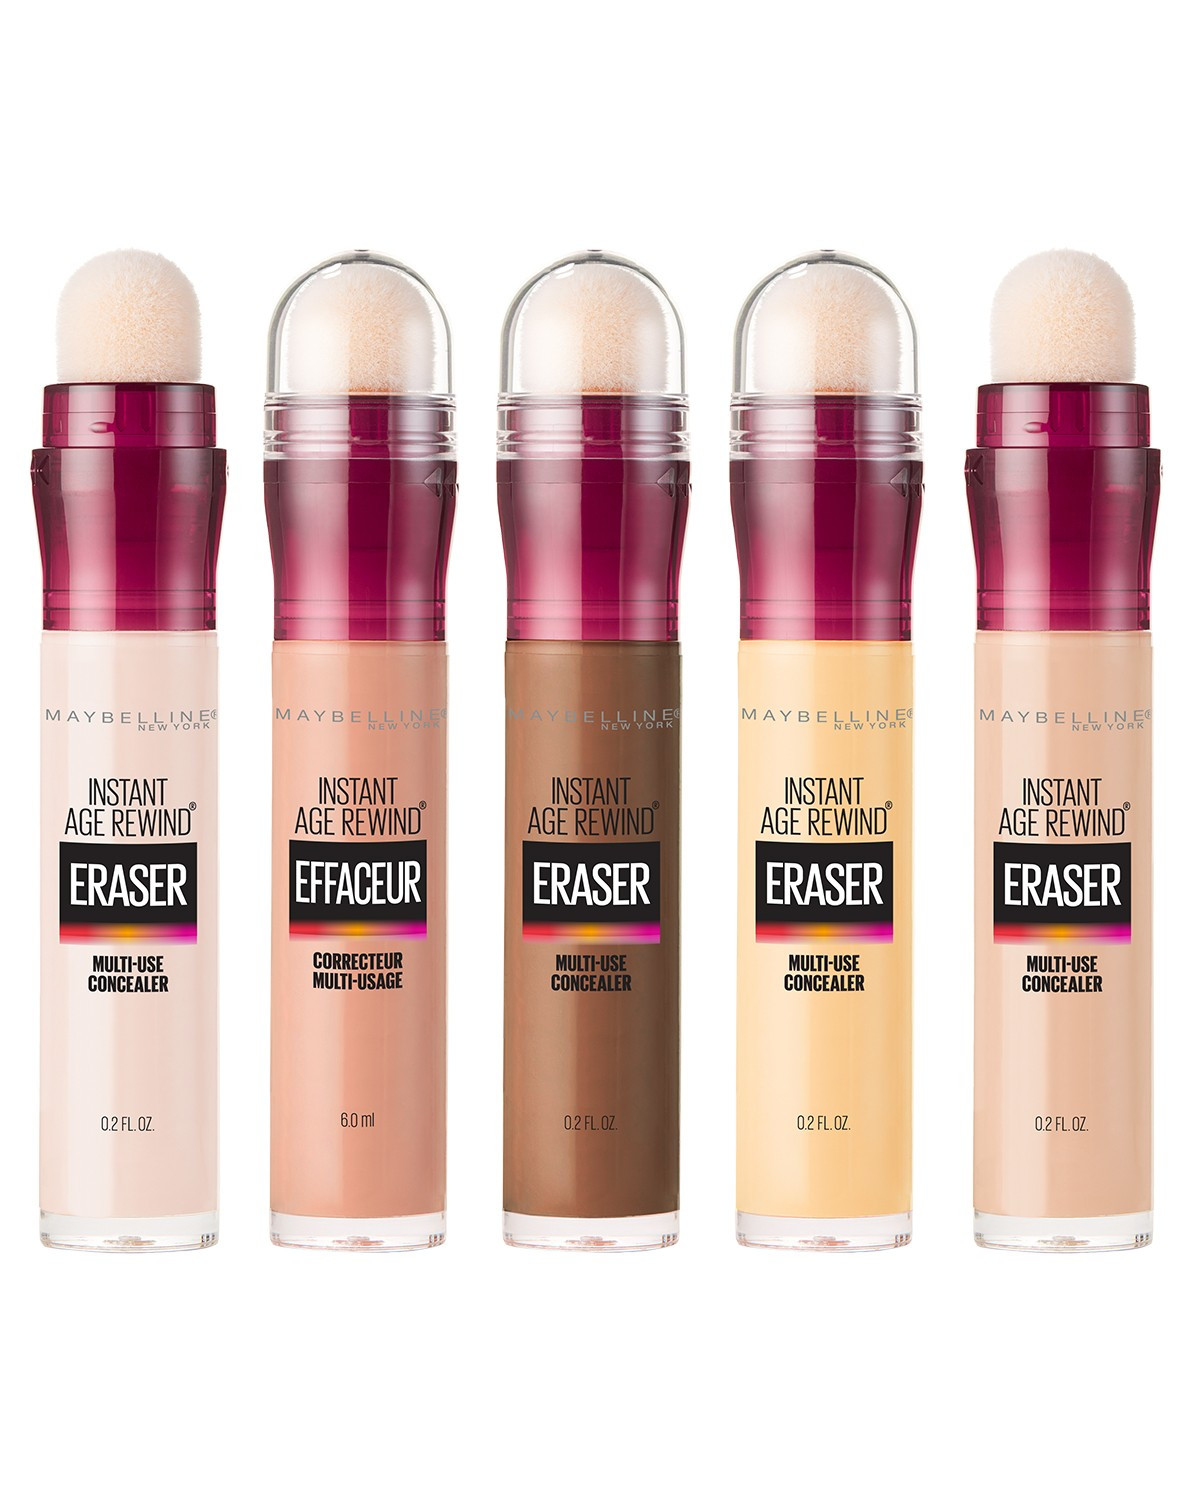 MAYBELLINE®
NEW YORK
INSTANT
AGE REWIND®
ERASER
MULTI-USE
CONCEALER
0.2 FL. OZ.
MAYBELLINE®
NEW YORK
INSTANT
AGE REWIND®
EFFACEUR
CORRECTEUR
MULTI-USAGE
6.0 ml
MAYBELLINE®
NEW YORK
INSTANT
AGE REWIND®
ERASER
MULTI-USE
CONCEALER
0.2 FL. OZ.
MAYBELLINE®
NEW YORK
INSTANT
AGE REWIND®
ERASER
MULTI-USE
CONCEALER
0.2 FL. OZ.
MAYBELLINE®
NEW YORK
INSTANT
AGE REWIND®
ERASER
MULTI-USE
CONCEALER
0.2 FL. OZ.